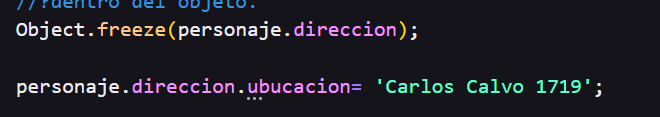 //?dentro del objeto.
Object.freeze(personaje.direccion);
personaje.direccion.ubucacion= 'Carlos Calvo 1719';